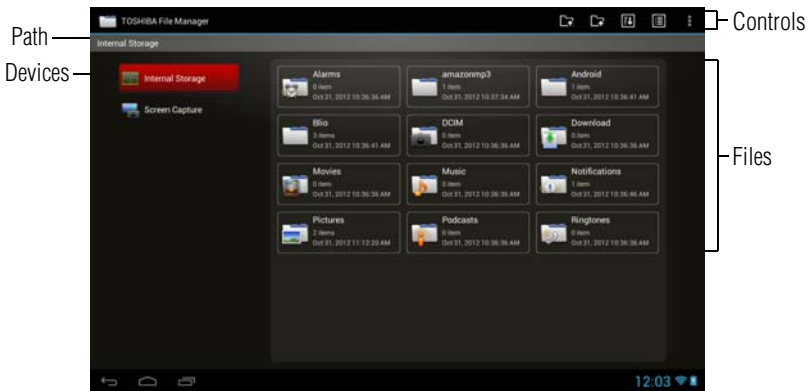 TOSHIBA File Manager
Controls
Path
Internal Storage
Devices
Internal Storage
Screen Capture
Alarms
0 item
Oct 31, 2012 10:36:36 AM
amazonmp3
1 item
Oct 31, 2012 10:37:34 AM
Android
1 item
Oct 31, 2012 10:36:41 AM
Blio
3 items
Oct 31, 2012 10:36:41 AM
DCIM
0 item
Oct 31, 2012 10:36:36 AM
Download
0 item
Oct 31, 2012 10:36:36 AM
Files
Movies
0 item
Oct 31, 2012 10:36:36 AM
Music
0 item
Oct 31, 2012 10:36:36 AM
Notifications
1 item
Oct 31, 2012 10:36:46 AM
Pictures
2 items
Oct 31, 2012 11:12:20 AM
Podcasts
0 item
Oct 31, 2012 10:36:36 AM
Ringtones
0 item
Oct 31, 2012 10:36:36 AM
12:03